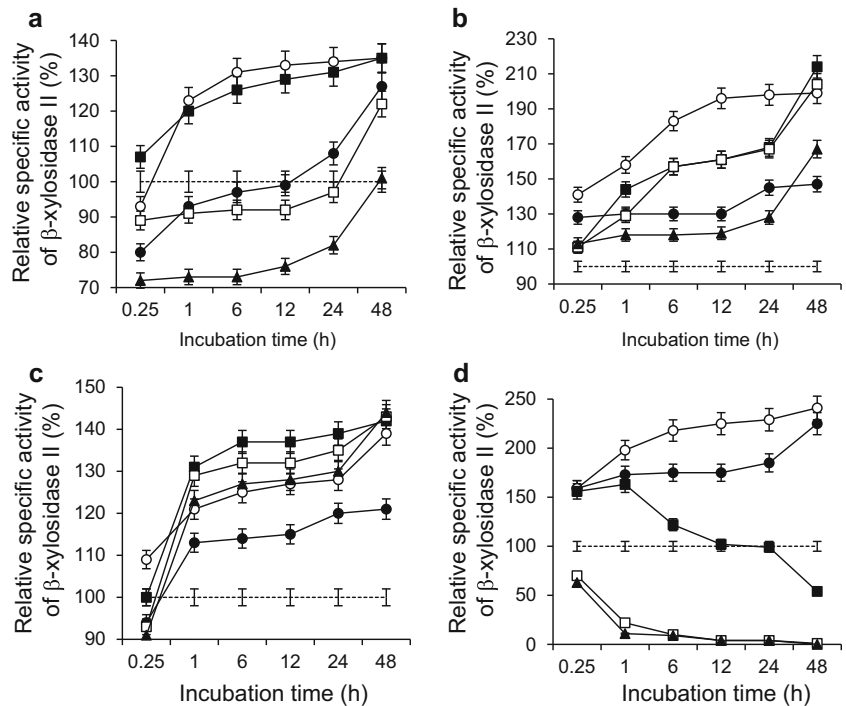 a
Relative specific activity
of β-xylosidase II (%)
140
130
120
110
100
90
80
70
0.25 1 6 12 24 48
Incubation time (h)
b
Relative specific activity
of β-xylosidase II (%)
230
210
190
170
150
130
110
90
0.25 1 6 12 24 48
Incubation time (h)
c
Relative specific activity
of β-xylosidase II (%)
150
140
130
120
110
100
90
0.25 1 6 12 24 48
Incubation time (h)
d
Relative specific activity
of β-xylosidase II (%)
250
200
150
100
50
0
0.25 1 6 12 24 48
Incubation time (h)